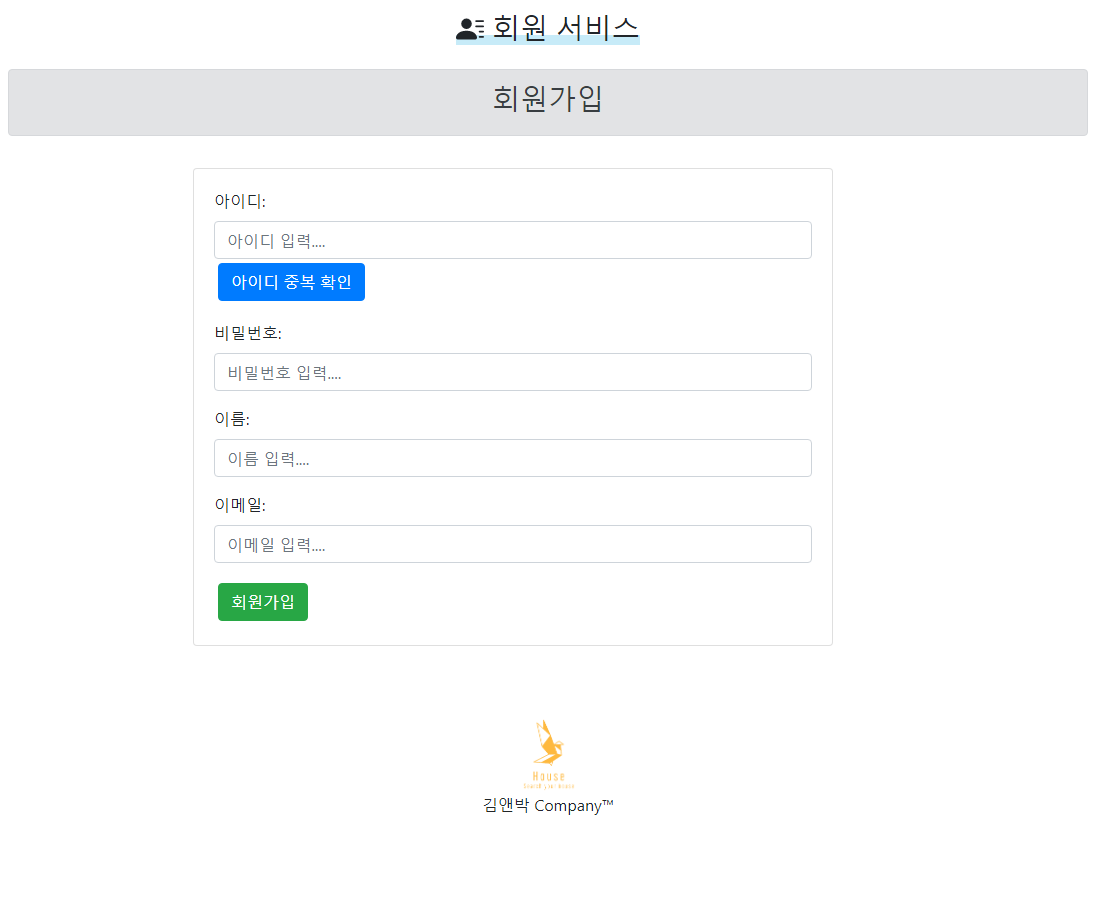 회원 서비스
회원가입
아이디:
아이디 입력....
아이디 중복 확인
비밀번호:
비밀번호 입력....
이름:
이름 입력....
이메일:
이메일 입력....
회원가입
House
김앤박 Company™